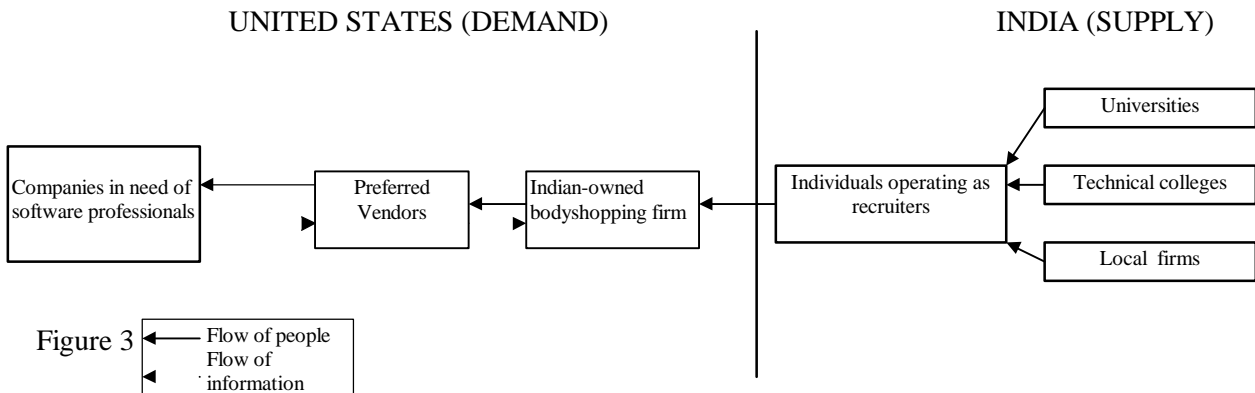 UNITED STATES (DEMAND)
INDIA (SUPPLY)
Universities
Companies in need of
software professionals
Preferred
Vendors
Indian-owned
bodyshopping firm
Individuals operating as
recruiters
Technical colleges
Local firms
Figure 3
Flow of people
Flow of
information